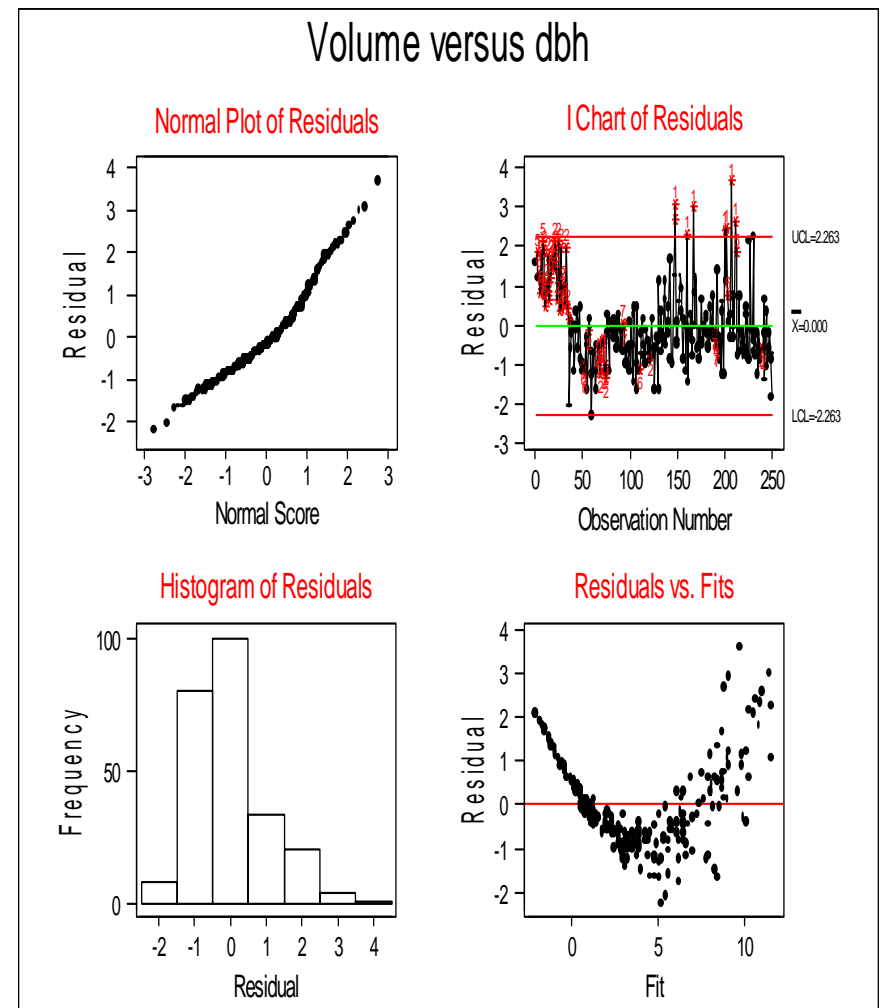 Volume versus dbh
Normal Plot of Residuals
4
3
2
1
0
-1
-2
Residual
-3 -2 -1 0 1 2 3
Normal Score
I Chart of Residuals
4
3
2
1
0
-1
-2
-3
Residual
UCL=2.263
X=0.000
LCL=-2.263
0 50 100 150 200 250
Observation Number
Histogram of Residuals
100
50
0
Frequency
-2 -1 0 1 2 3 4
Residual
Residuals vs. Fits
4
3
2
1
0
-1
-2
Residual
0 5 10
Fit